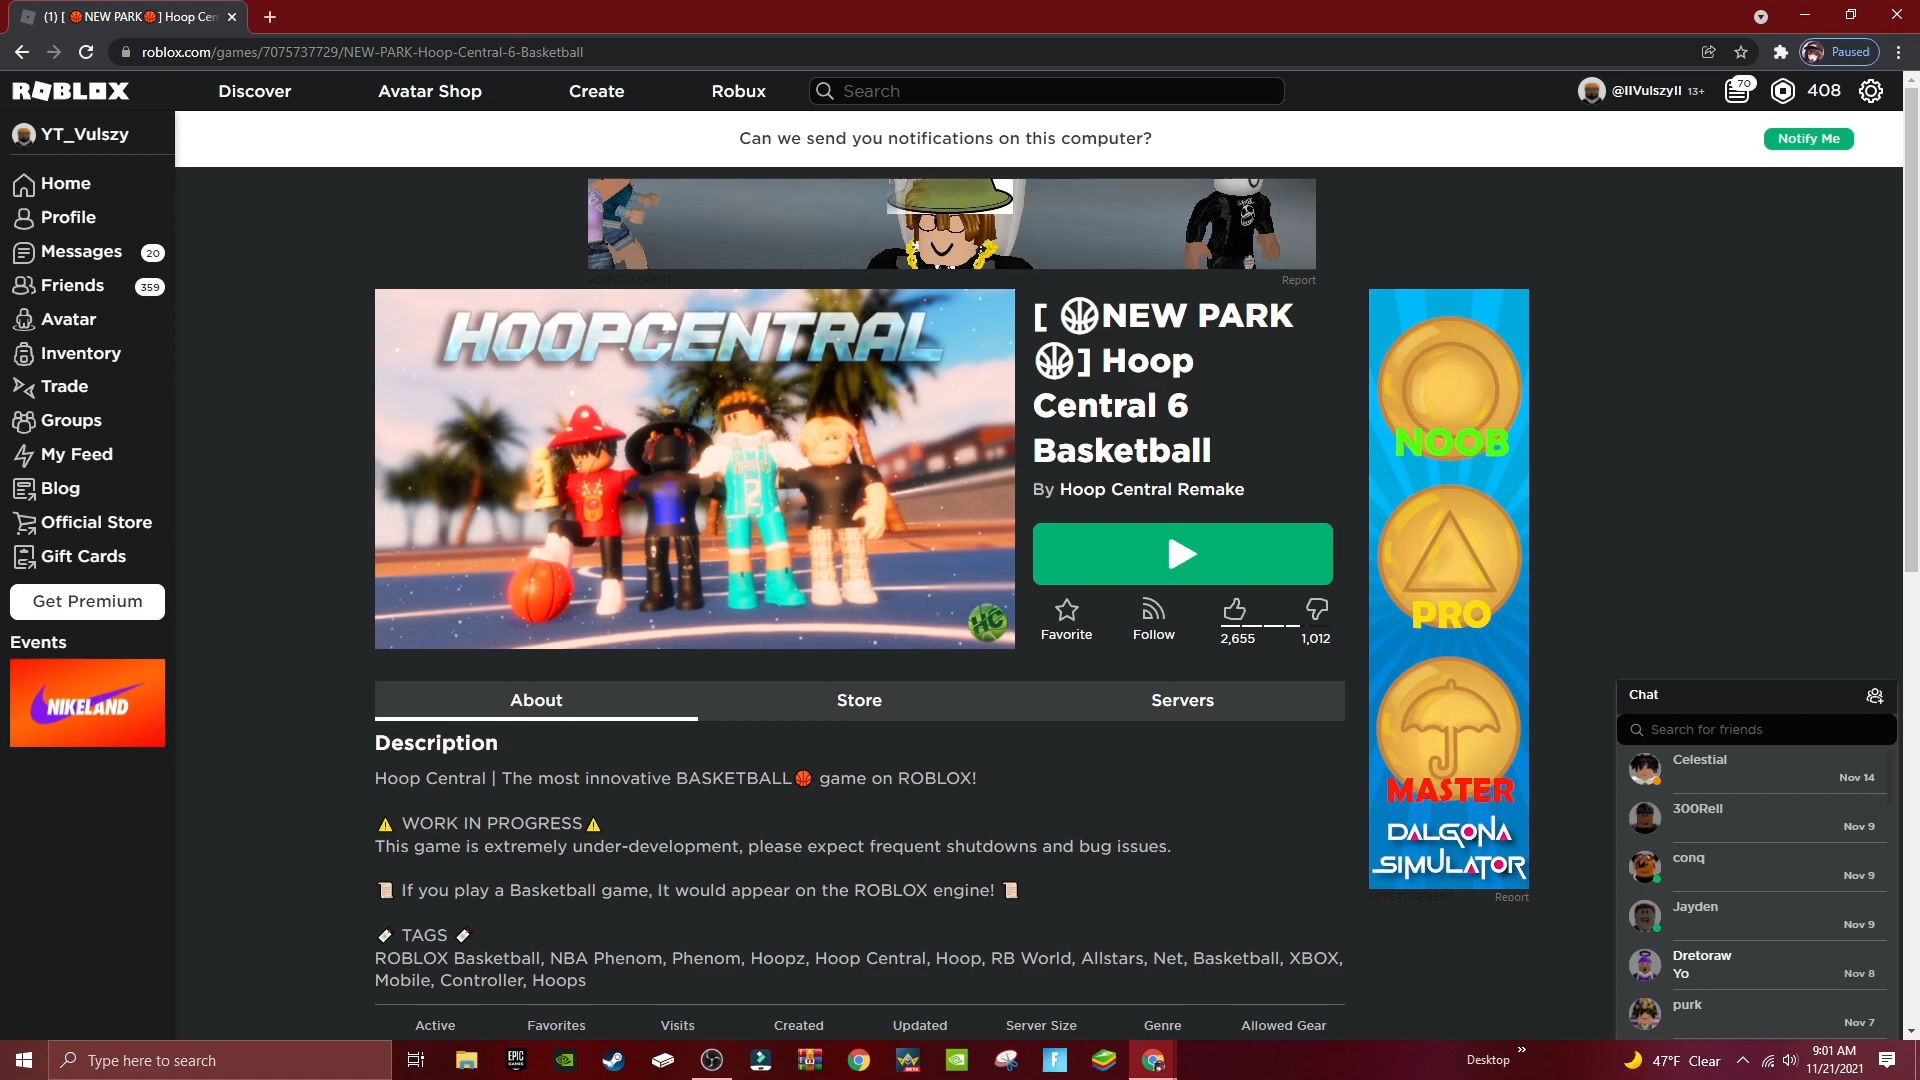 (1) [ 🏀NEW PARK🏀] Hoop Cen
roblox.com/games/7075737729/NEW-PARK-Hoop-Central-6-Basketball
Paused
ROBLOX
Discover
Avatar Shop
Create
Robux
Search
@IIVulszyII 13+
70
408
YT_Vulszy
Can we send you notifications on this computer?
Notify Me
Home
Profile
Messages 20
Friends 359
Avatar
Inventory
Trade
Groups
My Feed
Blog
Official Store
Gift Cards
Get Premium
Events
NIKELAND
ADVERTISEMENT
Report
HOOPCENTRAL
HC
[ 🏀NEW PARK
🏀] Hoop
Central 6
Basketball
By Hoop Central Remake
Favorite
Follow
2,655
1,012
NOOB
PRO
MASTER
DALGONA
SIMULATOR
ADVERTISEMENT
Report
About
Store
Servers
Description
Hoop Central | The most innovative BASKETBALL🏀 game on ROBLOX!
⚠️ WORK IN PROGRESS⚠️
This game is extremely under-development, please expect frequent shutdowns and bug issues.
📜 If you play a Basketball game, It would appear on the ROBLOX engine! 📜
TAGS
ROBLOX Basketball, NBA Phenom, Phenom, Hoopz, Hoop Central, Hoop, RB World, Allstars, Net, Basketball, XBOX,
Mobile, Controller, Hoops
Active
Favorites
Visits
Created
Updated
Server Size
Genre
Allowed Gear
Chat
Search for friends
Celestial
Nov 14
300Rell
Nov 9
conq
Nov 9
Jayden
Nov 9
Dretoraw
Yo
Nov 8
purk
Nov 7
Type here to search
EPIC
GAMES
BETA
Desktop
47°F Clear
9:01 AM
11/21/2021